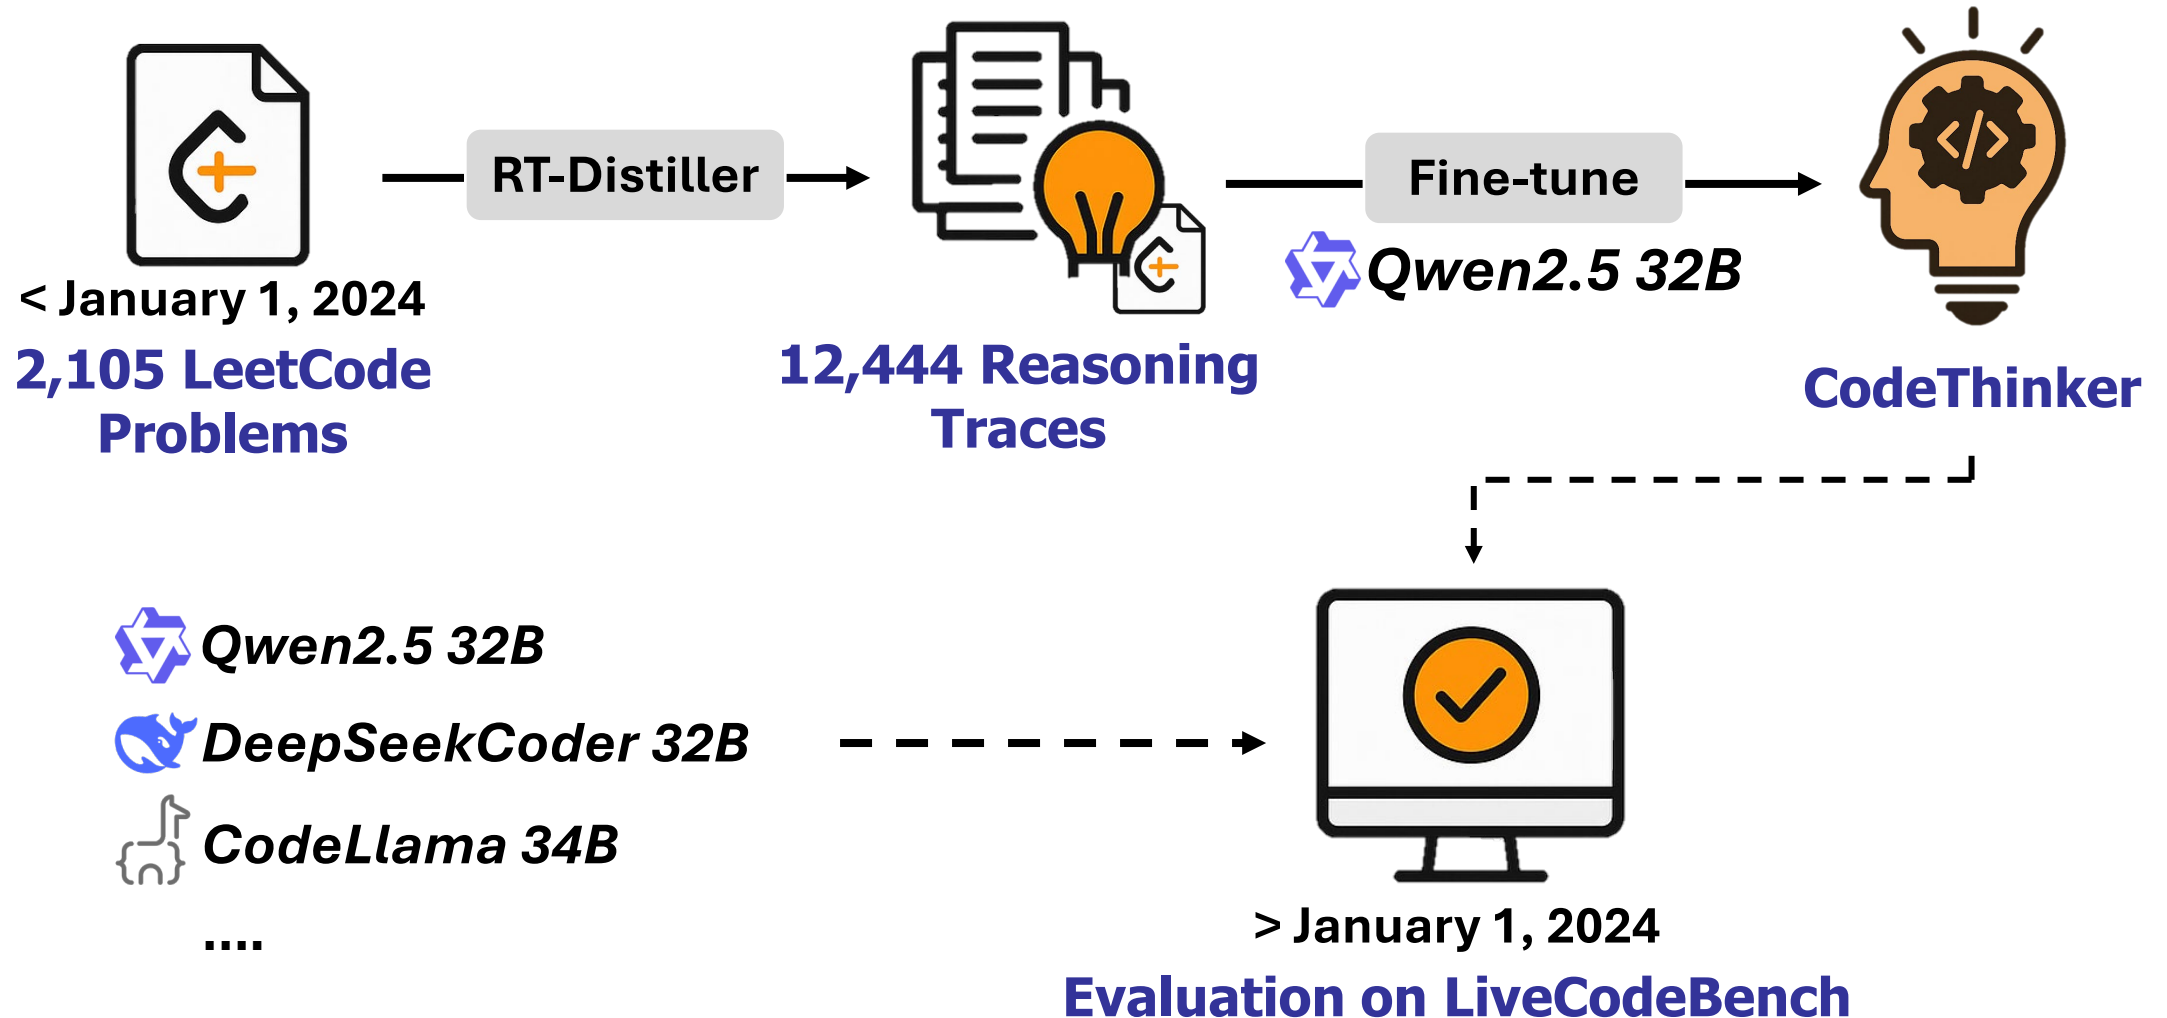 RT-Distiller
Fine-tune
Qwen2.5 32B
</>
< January 1, 2024
2,105 LeetCode
Problems
12,444 Reasoning
Traces
CodeThinker
Qwen2.5 32B
DeepSeekCoder 32B
CodeLlama 34B
....
> January 1, 2024
Evaluation on LiveCodeBench